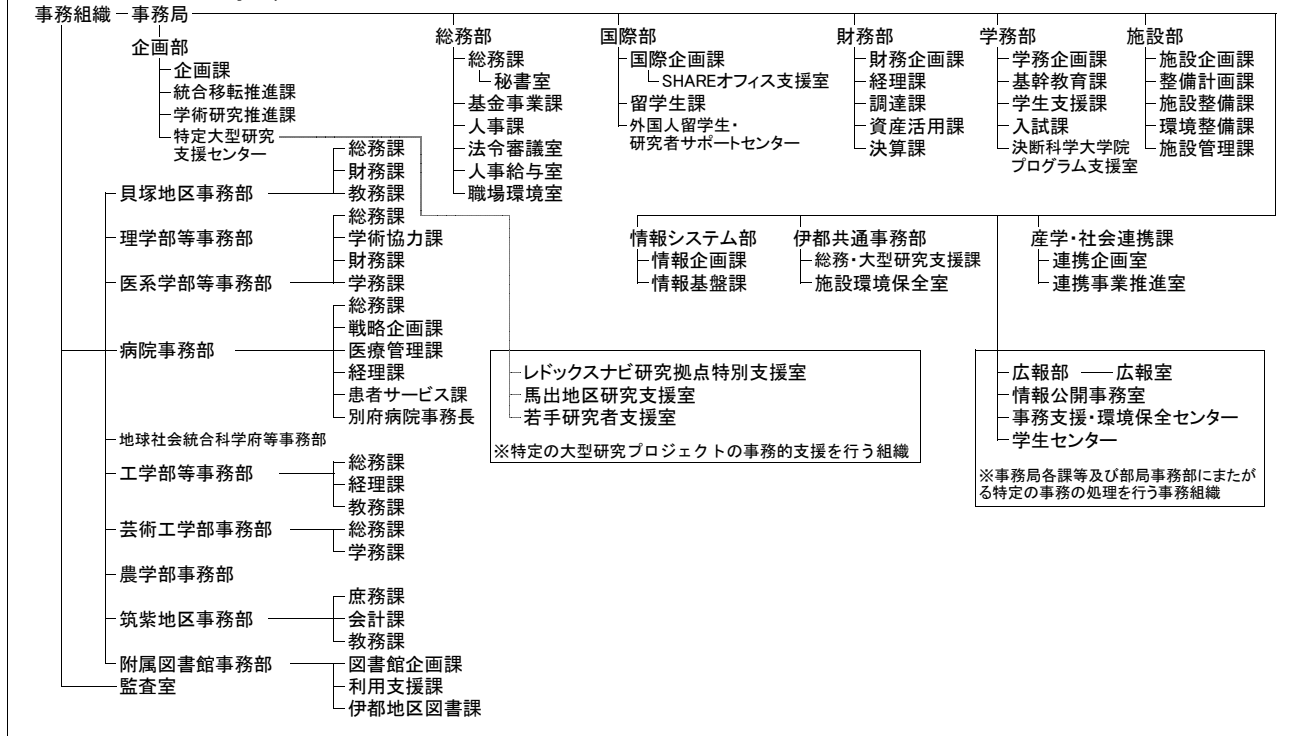 事務組織 事務局
企画部
企画課
統合移転推進課
学術研究推進課
特定大型研究
支援センター
総務部
総務課
秘書室
基金事業課
人事課
法令審議室
人事給与室
職場環境室
国際部
国際企画課
SHAREオフィス支援室
留学生課
外国人留学生・
研究者サポートセンター
財務部
財務企画課
経理課
調達課
資産活用課
決算課
学務部
学務企画課
基幹教育課
学生支援課
入試課
決断科学大学院
プログラム支援室
施設部
施設企画課
整備計画課
施設整備課
環境整備課
施設管理課
情報システム部
情報企画課
情報基盤課
伊都共通事務部
総務・大型研究支援課
施設環境保全室
産学・社会連携課
連携企画室
連携事業推進室
レドックスナビ研究拠点特別支援室
馬出地区研究支援室
若手研究者支援室
※特定の大型研究プロジェクトの事務的支援を行う組織
広報部 広報室
情報公開事務室
事務支援・環境保全センター
学生センター
※事務局各課等及び部局事務部にまたが
る特定の事務の処理を行う事務組織
貝塚地区事務部
総務課
財務課
教務課
理学部等事務部
医系学部等事務部
総務課
学術協力課
財務課
学務課
病院事務部
総務課
戦略企画課
医療管理課
経理課
患者サービス課
別府病院事務長
地球社会統合科学府等事務部
工学部等事務部
総務課
経理課
教務課
芸術工学部事務部
総務課
学務課
農学部事務部
筑紫地区事務部
庶務課
会計課
教務課
附属図書館事務部
図書館企画課
利用支援課
伊都地区図書課
監査室